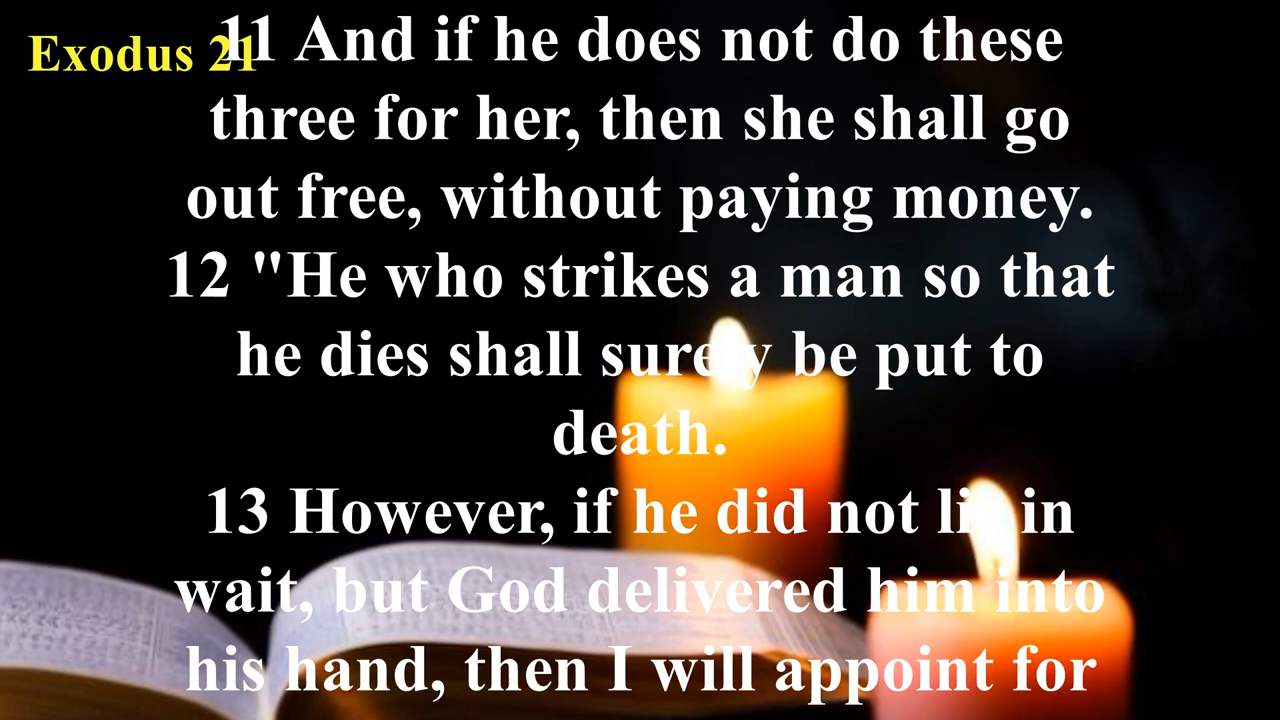 Exodus 21
11 And if he does not do these
three for her, then she shall go
out free, without paying money.
12 "He who strikes a man so that
he dies shall surely be put to
death.
13 However, if he did not lie in
wait, but God delivered him into
his hand, then I will appoint for